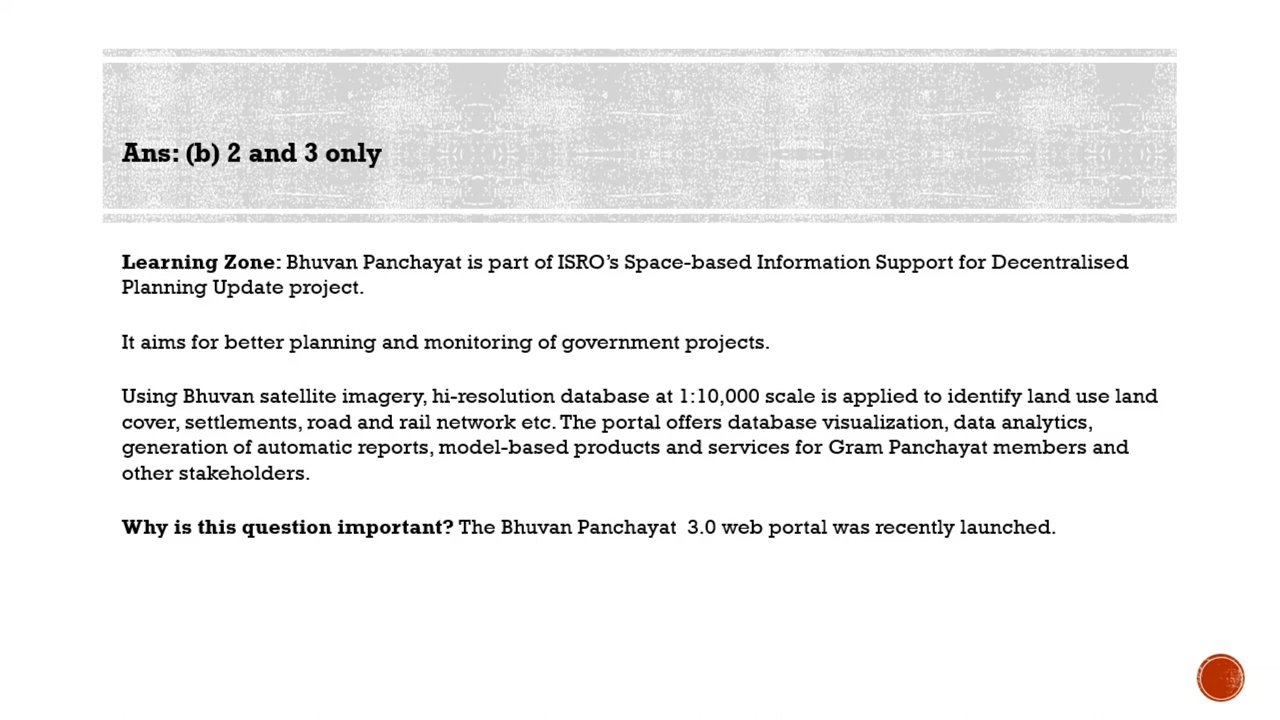 Ans: (b) 2 and 3 only
Learning Zone: Bhuvan Panchayat is part of ISRO’s Space-based Information Support for Decentralised
Planning Update project.
It aims for better planning and monitoring of government projects.
Using Bhuvan satellite imagery, hi-resolution database at 1:10,000 scale is applied to identify land use land
cover, settlements, road and rail network etc. The portal offers database visualization, data analytics,
generation of automatic reports, model-based products and services for Gram Panchayat members and
other stakeholders.
Why is this question important? The Bhuvan Panchayat 3.0 web portal was recently launched.